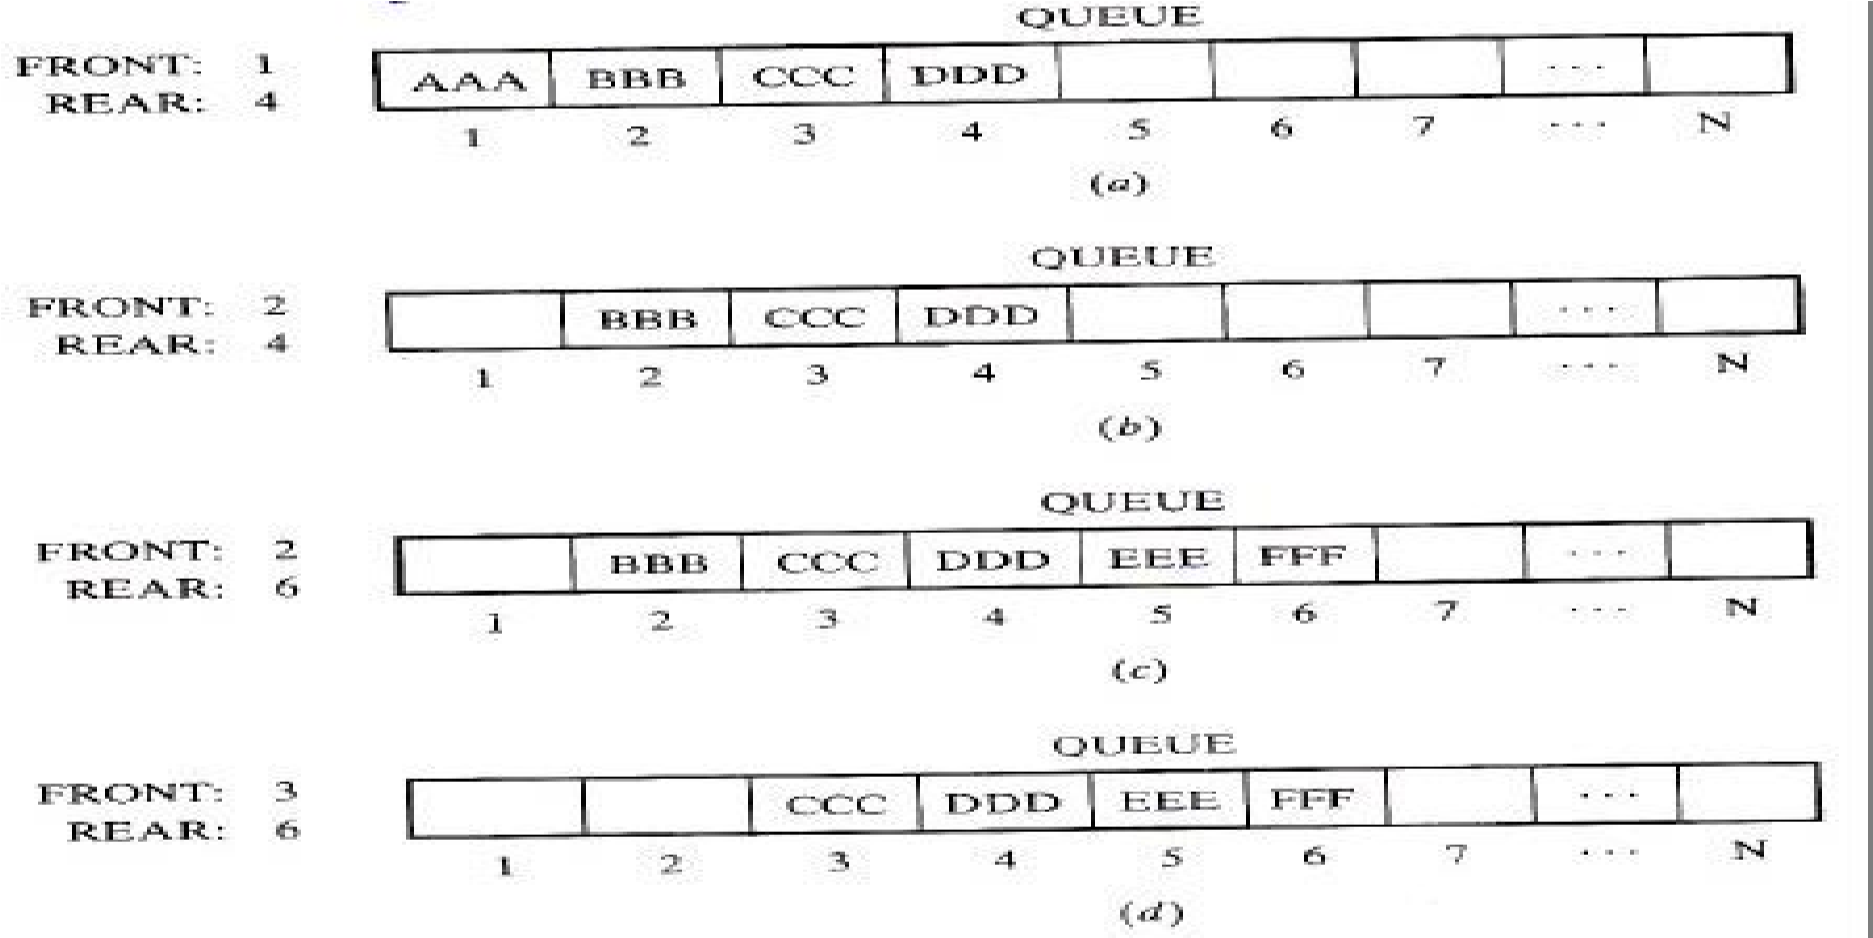 QUEUE
FRONT: 1
REAR: 4
AAA BBB CCC DDD ...
1 2 3 4 5 6 7 ... N
(a)
QUEUE
FRONT: 2
REAR: 4
BBB CCC DDD ...
1 2 3 4 5 6 7 ... N
(b)
QUEUE
FRONT: 2
REAR: 6
BBB CCC DDD EEE FFF ...
1 2 3 4 5 6 7 ... N
(c)
QUEUE
FRONT: 3
REAR: 6
CCC DDD EEE FFF ...
1 2 3 4 5 6 7 ... N
(d)